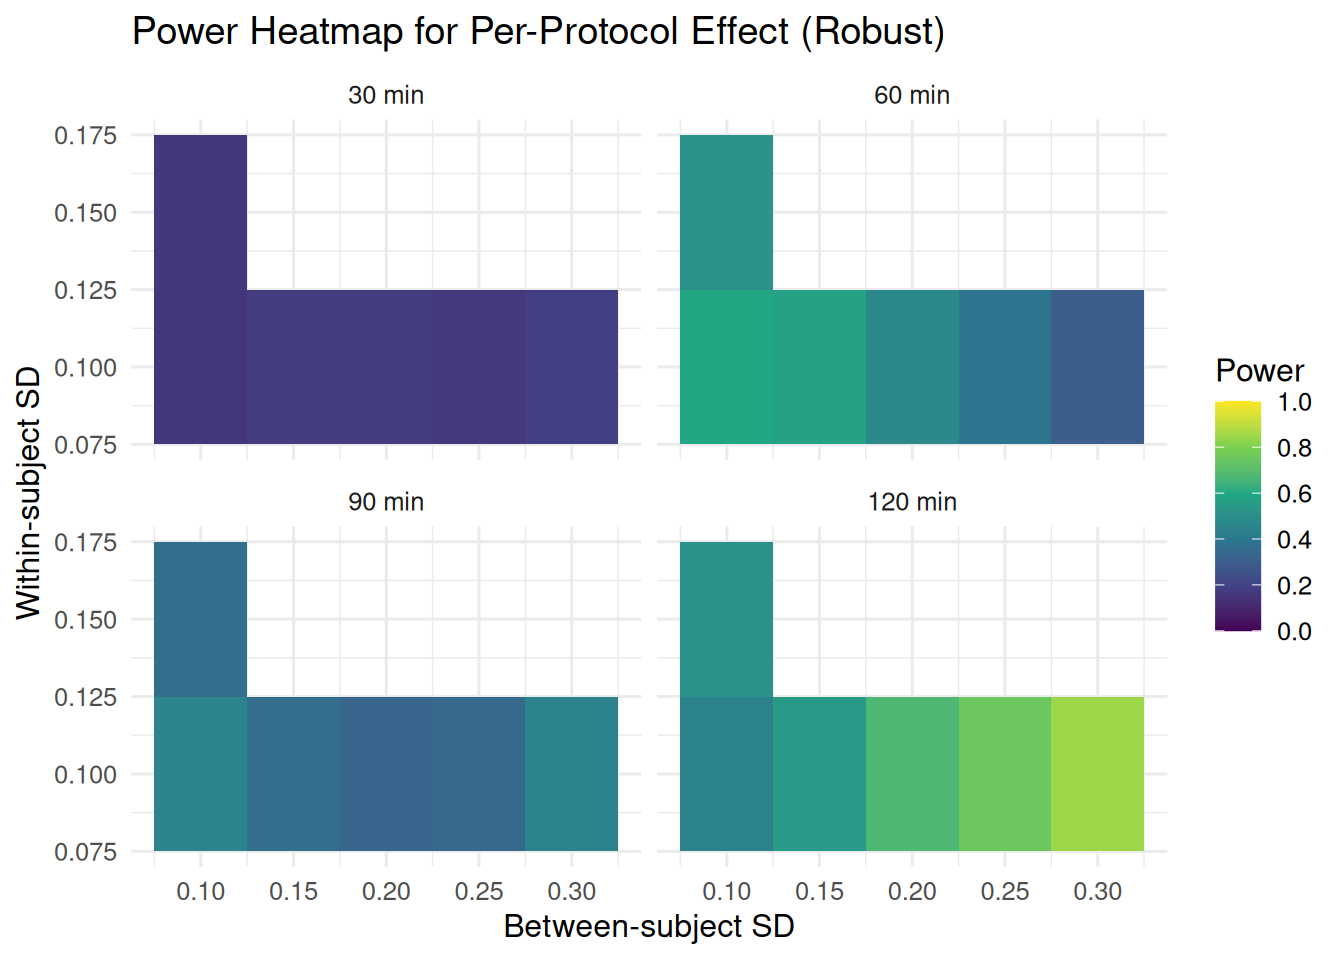 Power Heatmap for Per-Protocol Effect (Robust)
30 min
60 min
0.175
0.150
0.125
0.100
0.075
90 min
120 min
0.175
0.150
0.125
0.100
0.075
0.10 0.15 0.20 0.25 0.30
0.10 0.15 0.20 0.25 0.30
Between-subject SD
Within-subject SD
Power
1.0
0.8
0.6
0.4
0.2
0.0